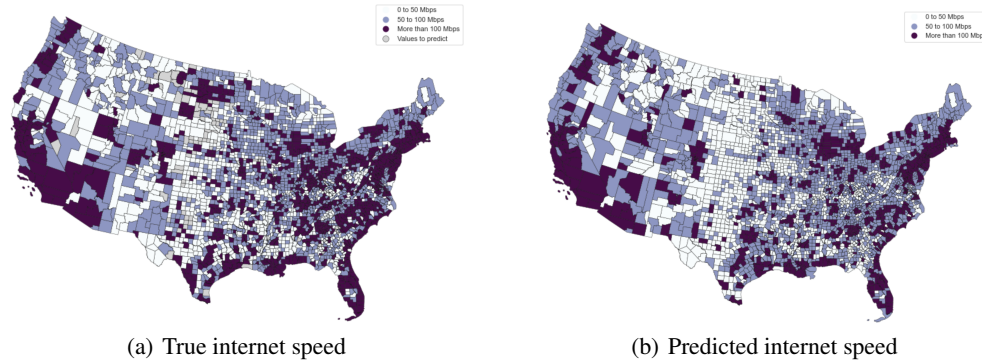 0 to 50 Mbps
50 to 100 Mbps
More than 100 Mbps
Values to predict
0 to 50 Mbps
50 to 100 Mbps
More than 100 Mbps
(a) True internet speed
(b) Predicted internet speed